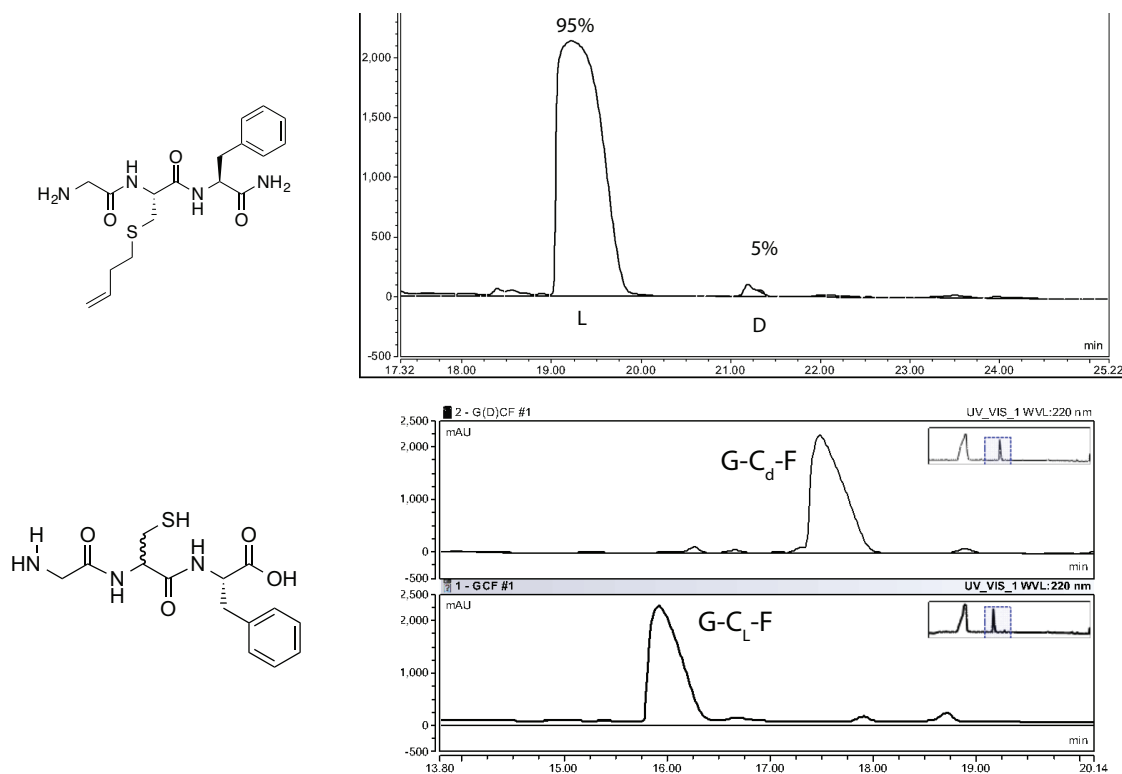 95%
2,000
1,500
1,000
500
0
-500
5%
L
D
min
17.32 18.00 19.00 20.00 21.00 22.00 23.00 24.00 25.22
H
N
O
H2N
O
N
H
O
NH2
S
2 - G(D)CF #1 UV_VIS_1 WVL:220 nm
2,500
mAU
2,000
1,000
0
-500
G-Cd-F
min
1 - GCF #1 UV_VIS_1 WVL:220 nm
2,500
mAU
2,000
1,000
0
-500
G-CL-F
min
13.80 15.00 16.00 17.00 18.00 19.00 20.14
H
HN
O
N
H
SH
O
H
N
O
OH